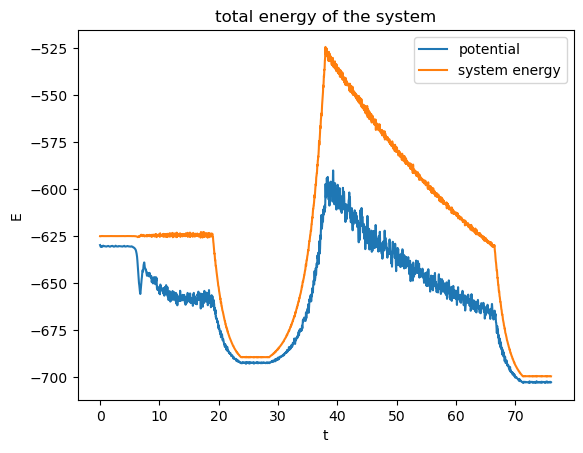 total energy of the system
potential
system energy
E
−525
−550
−575
−600
−625
−650
−675
−700
0 10 20 30 40 50 60 70
t